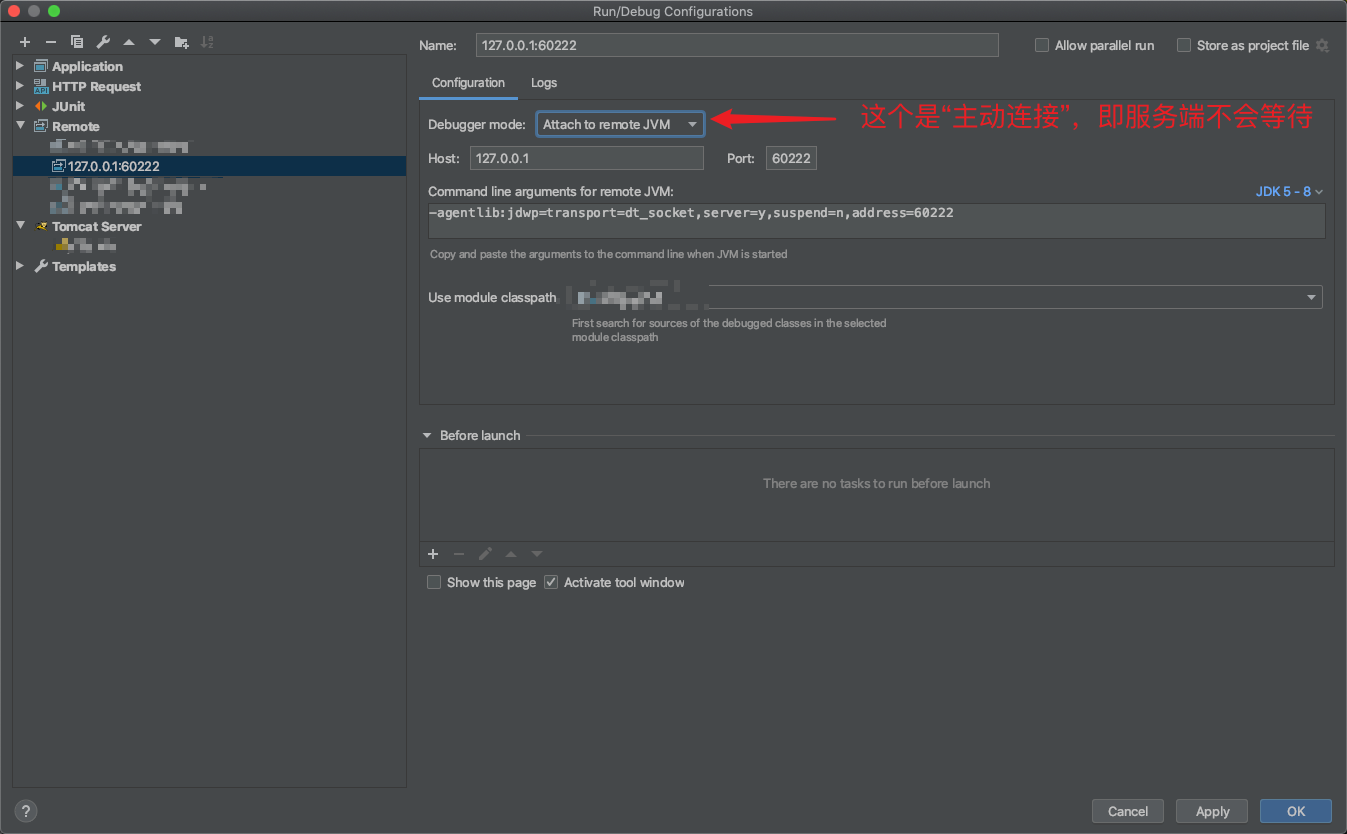 Run/Debug Configurations
Application
HTTP Request
JUnit
Remote
127.0.0.1:60222
Tomcat Server
Templates
Name: 127.0.0.1:60222 Allow parallel run Store as project file
Configuration Logs
Debugger mode: Attach to remote JVM 这个是“主动连接”，即服务端不会等待
Host: 127.0.0.1 Port: 60222
Command line arguments for remote JVM: JDK 5 - 8
-agentlib:jdwp=transport=dt_socket,server=y,suspend=n,address=60222
Copy and paste the arguments to the command line when JVM is started
Use module classpath
First search for sources of the debugged classes in the selected
module classpath
Before launch
There are no tasks to run before launch
Show this page Activate tool window
? Cancel Apply OK